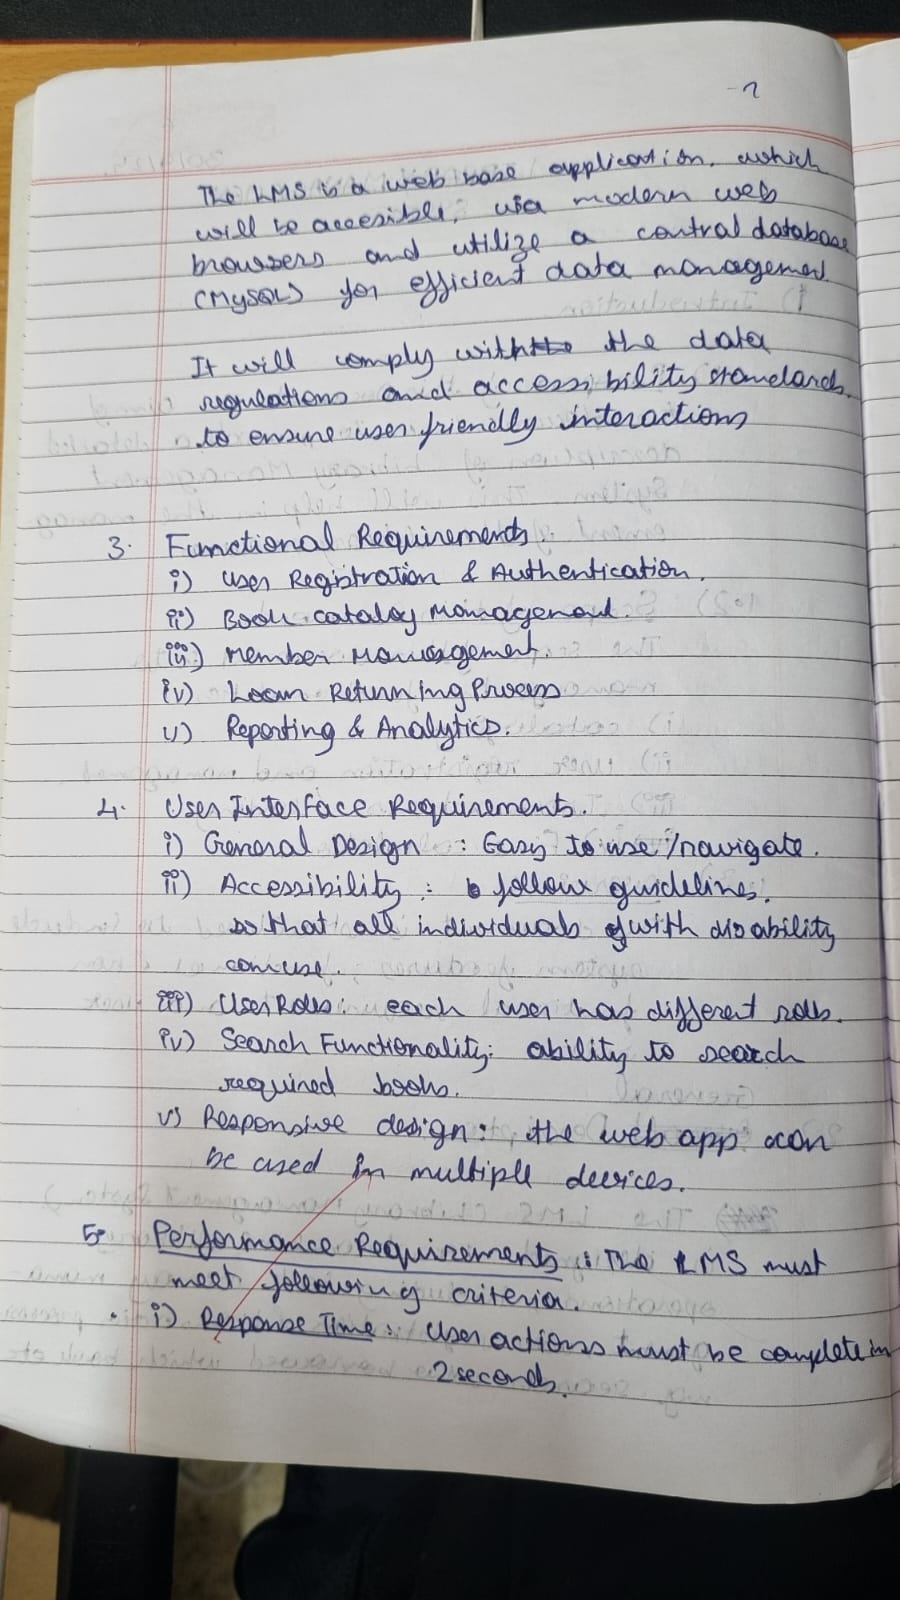 -2
The LMS is a web base application, which
will be accesible, via modern web
browsers and utilize a central database
(MySQL) for efficient data management
It will comply with the data
regulations and accessibility standards.
to ensure user friendly interactions
3. Functional Requirements
i) User Registration & Authentication.
ii) Book catalog Management.
iii) Member Management.
iv) Loan Returning Process
v) Reporting & Analytics.
4. User Interface Requirements.
i) General Design : Easy to use/navigate.
ii) Accessibility : follow guidelines.
so that all individuals with disability
can use.
iii) User Roles: each user has different roles.
iv) Search Functionality: ability to search
required books.
v) Responsive design: the web app can
be used in multiple devices.
5. Performance Requirements : The LMS must
meet following criteria.
i) Response Time: User actions must be complete in
2 seconds.